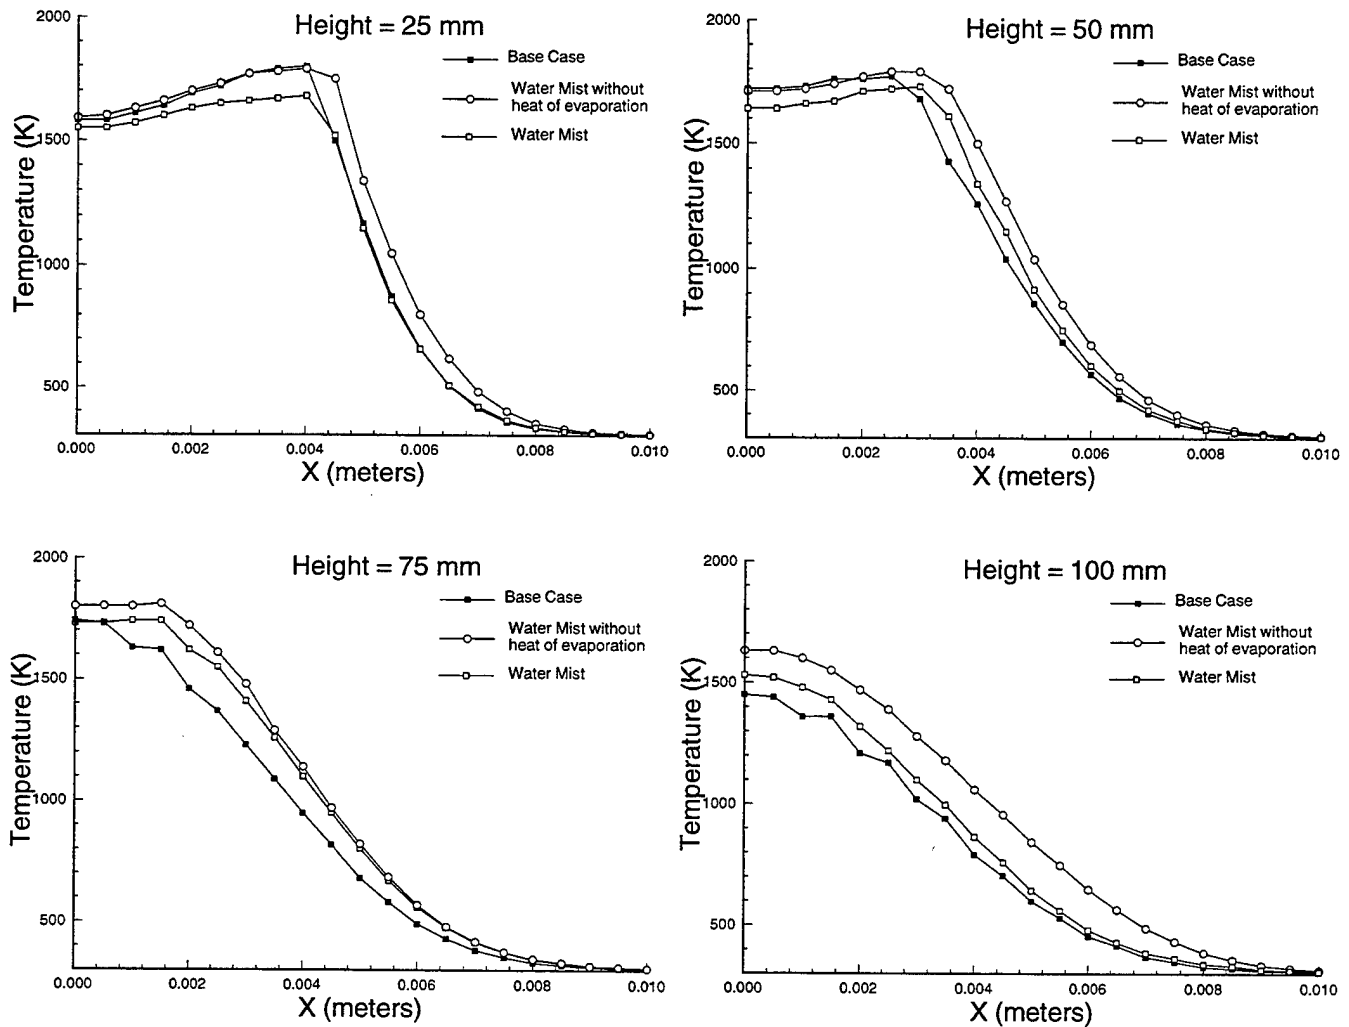 Height = 25 mm
2000
1500
1000
500
Temperature (K)
Base Case
Water Mist without
heat of evaporation
Water Mist
0.000
0.002
0.004
0.006
0.008
0.010
X (meters)
Height = 50 mm
2000
1500
1000
500
Temperature (K)
Base Case
Water Mist without
heat of evaporation
Water Mist
0.000
0.002
0.004
0.006
0.008
0.010
X (meters)
Height = 75 mm
2000
1500
1000
500
Temperature (K)
Base Case
Water Mist without
heat of evaporation
Water Mist
0.000
0.002
0.004
0.006
0.008
0.010
X (meters)
Height = 100 mm
2000
1500
1000
500
Temperature (K)
Base Case
Water Mist without
heat of evaporation
Water Mist
0.000
0.002
0.004
0.006
0.008
0.010
X (meters)